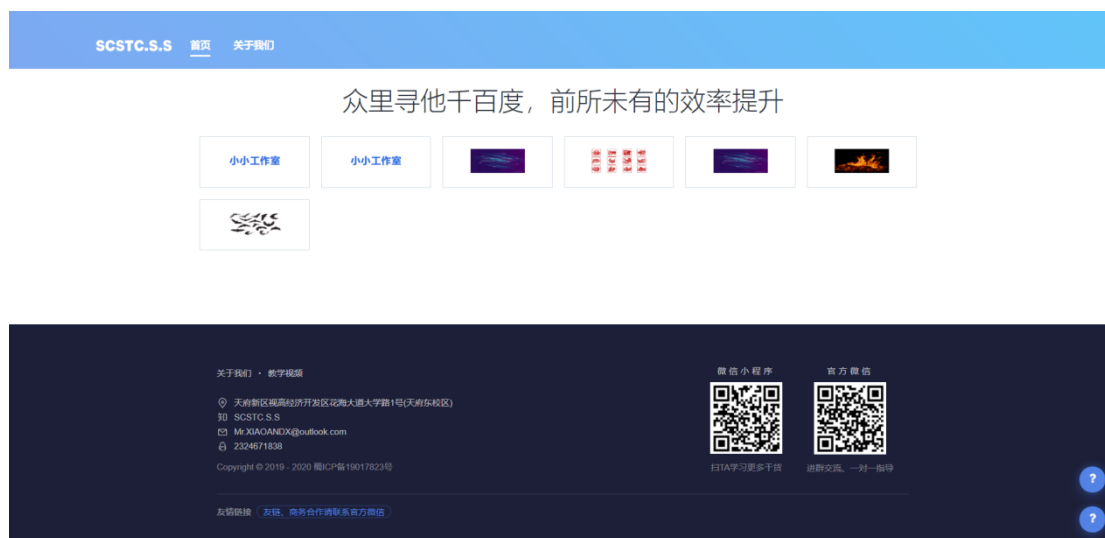 SCSTC.S.S 首页 关于我们
众里寻他千百度，前所未有的效率提升
小小工作室 小小工作室
关于我们 · 教学视频
天府新区视高经济开发区花海大道大学路1号(天府东校区)
知 SCSTC.S.S
Mr.XIAOANDX@outlook.com
2324671838
Copyright © 2019 - 2020 蜀ICP备19017823号
微信小程序 官方微信
扫TA学习更多干货 进群交流、一对一指导
友情链接 友链、商务合作请联系官方微信
?
?